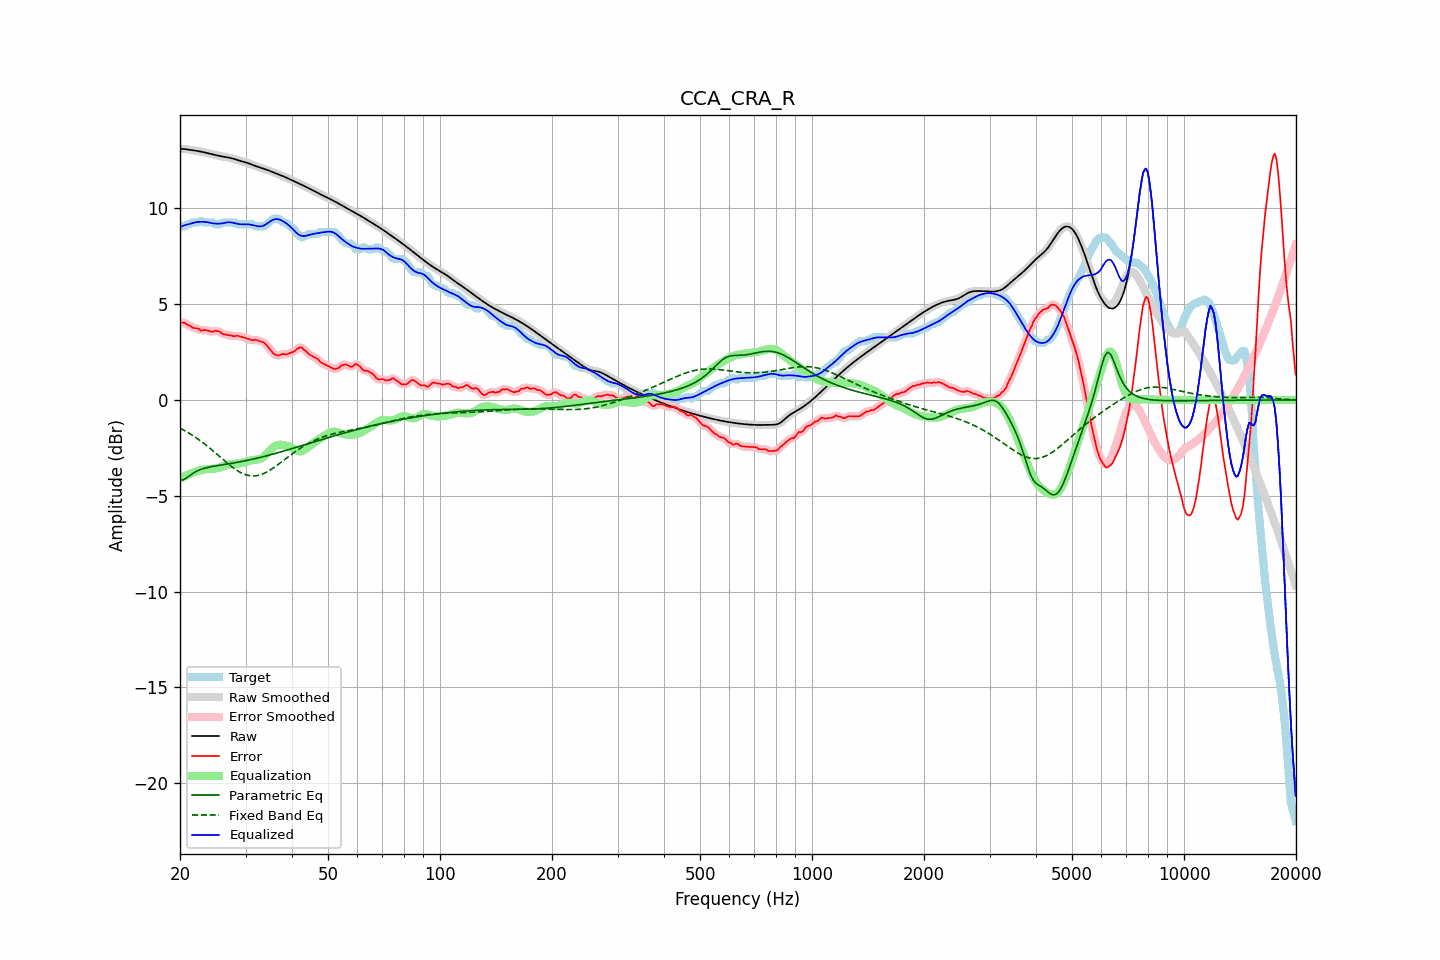 CCA_CRA_R
Amplitude (dBr)
10
5
0
−5
−10
−15
−20
Target
Raw Smoothed
Error Smoothed
Raw
Error
Equalization
Parametric Eq
Fixed Band Eq
Equalized
20 50 100 200 500 1000 2000 5000 10000 20000
Frequency (Hz)